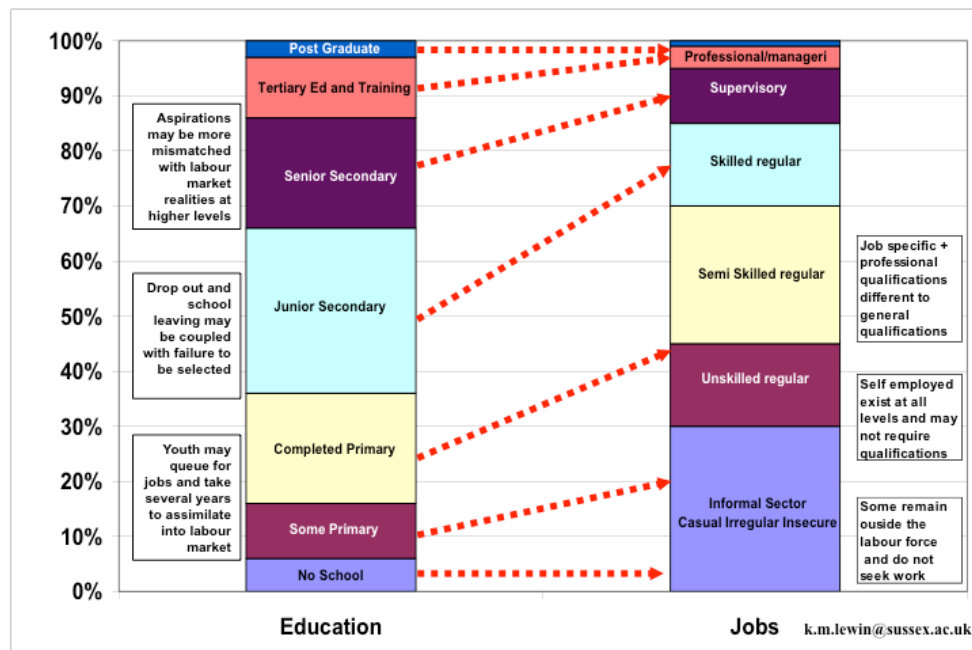 100%
90%
80%
70%
60%
50%
40%
30%
20%
10%
0%
Aspirations
may be more
mismatched
with labour
market
realities at
higher levels
Drop out and
school
leaving may
be coupled
with failure to
be selected
Youth may
queue for
jobs and take
several years
to assimilate
into labour
market
Post Graduate
Tertiary Ed and Training
Senior Secondary
Junior Secondary
Completed Primary
Some Primary
No School
Professional/manageri
Supervisory
Skilled regular
Semi Skilled regular
Unskilled regular
Informal Sector
Casual Irregular Insecure
Job specific +
professional
qualifications
different to
general
qualifications
Self employed
exist at all
levels and may
not require
qualifications
Some remain
ouside the
labour force
and do not
seek work
Education
Jobs
k.m.lewin@sussex.ac.uk